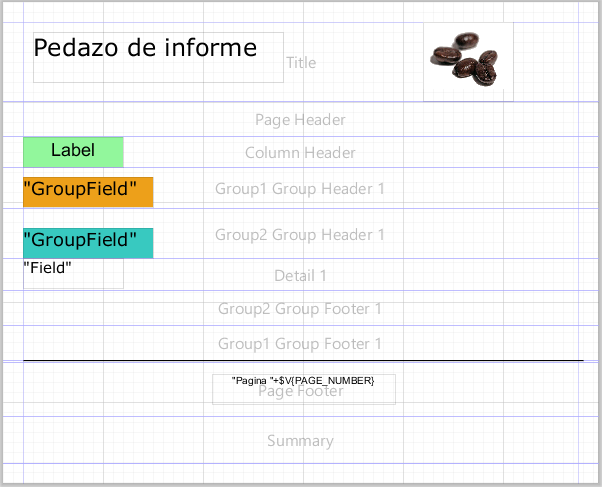 Pedazo de informe
Title
Page Header
Label
Column Header
"GroupField"
Group1 Group Header 1
"GroupField"
Group2 Group Header 1
"Field"
Detail 1
Group2 Group Footer 1
Group1 Group Footer 1
"Pagina "+$V{PAGE_NUMBER}
Page Footer
Summary